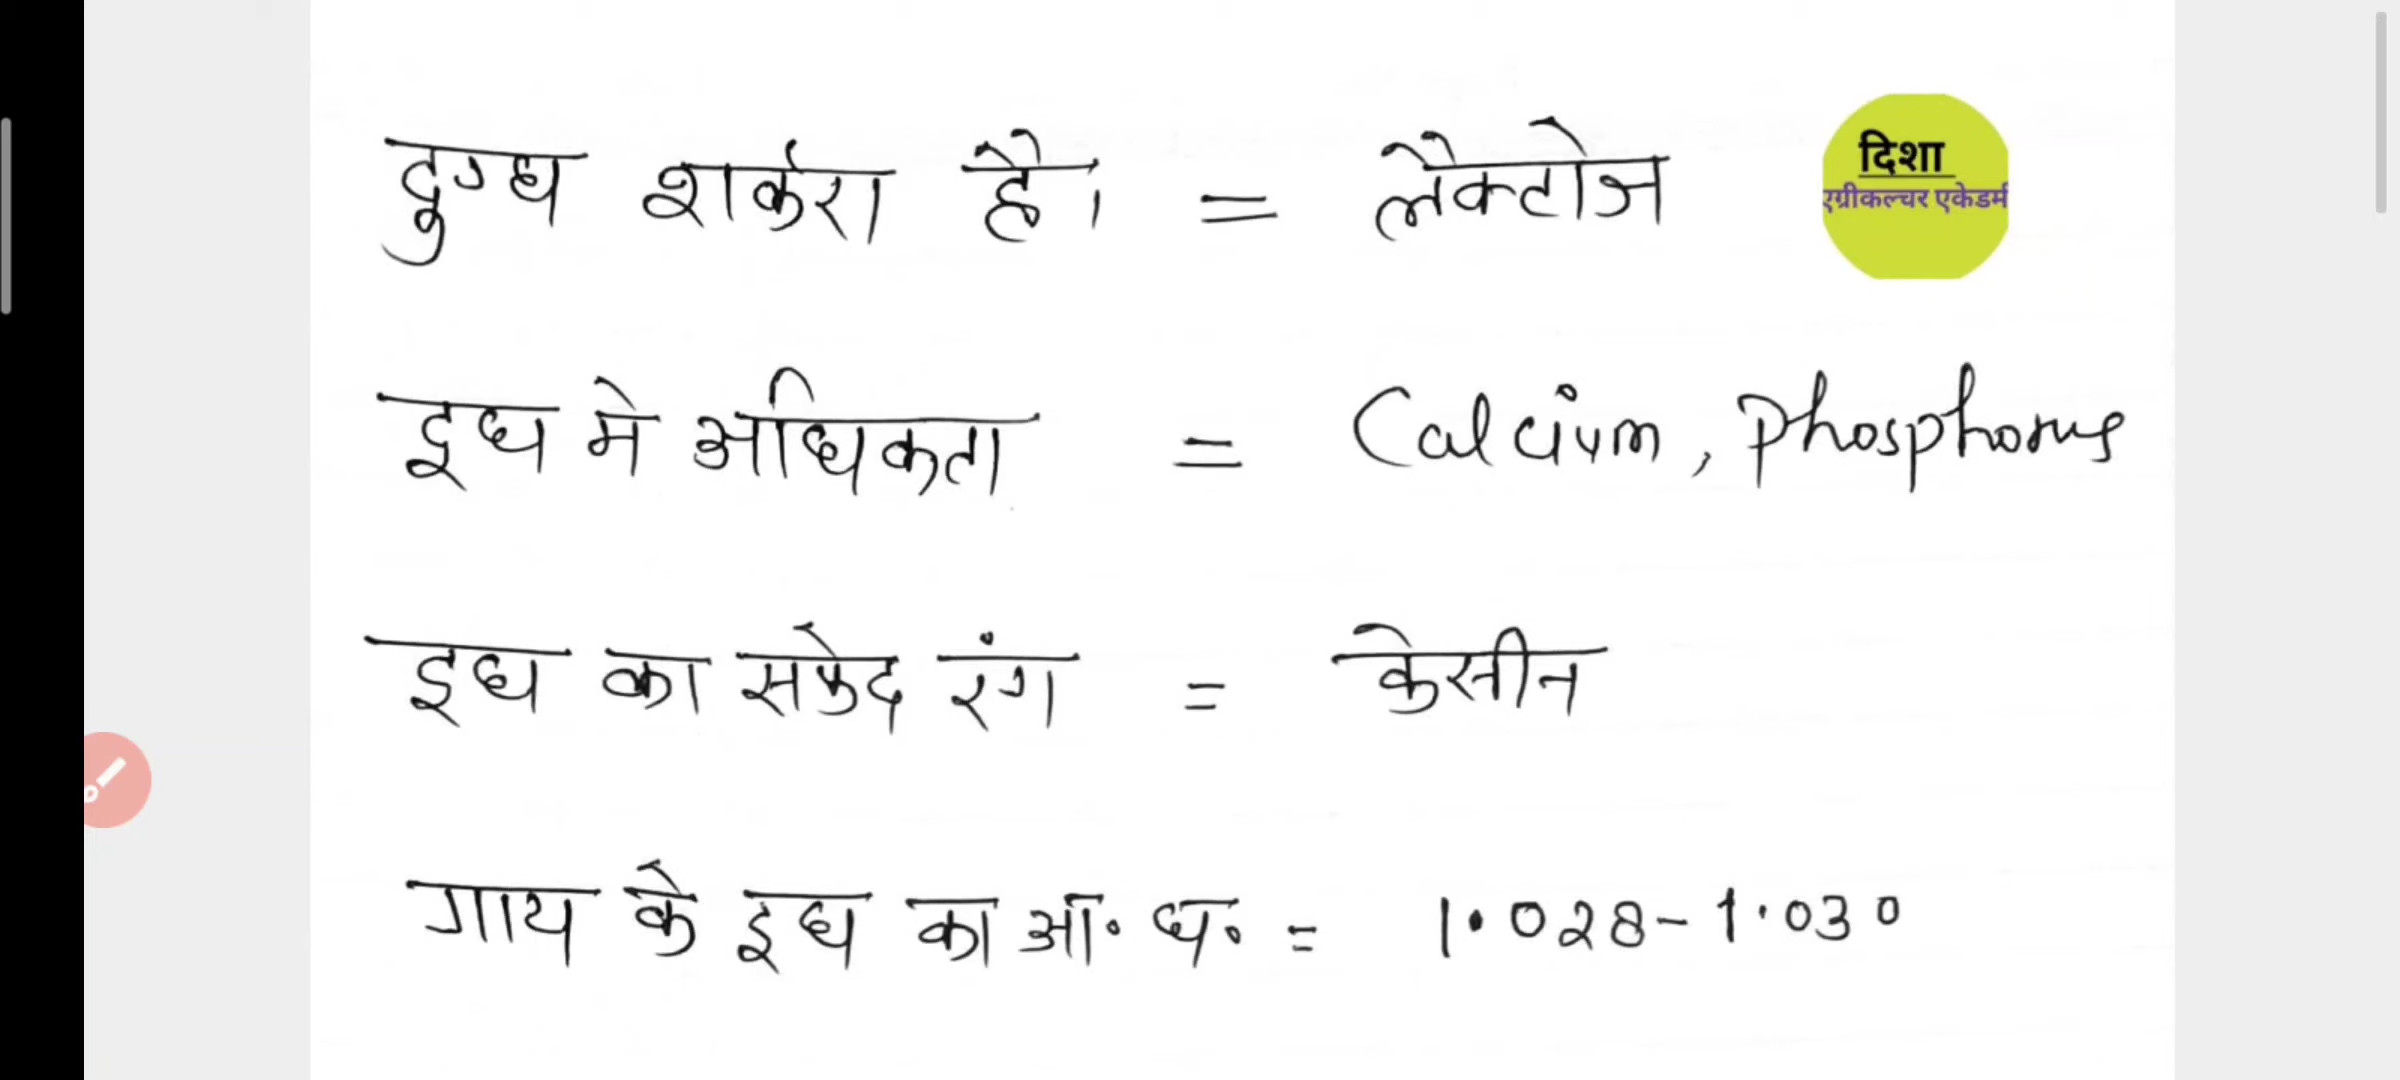 दुग्ध शर्करा है। = लैक्टोज
दिशा
एग्रीकल्चर एकेडमी
दूध मे अधिकता = Calcium, Phosphorus
दूध का सफेद रंग = केसीन
गाय के दूध का आ॰ घ॰ = 1.028-1.030